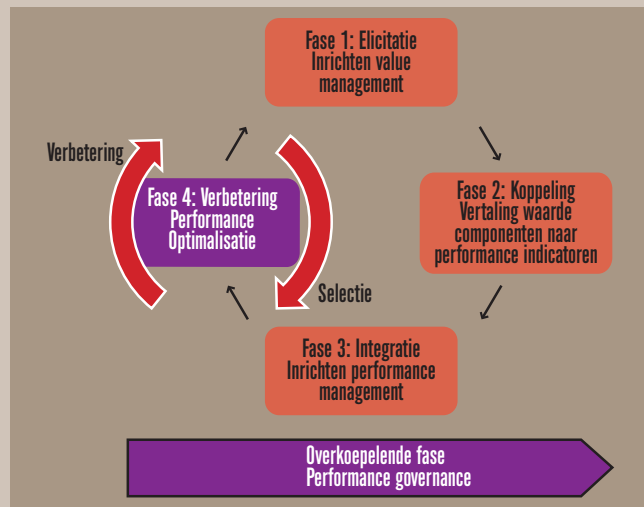 Fase 1: Elicitatie
Inrichten value
management
Verbetering
Fase 4: Verbetering
Performance
Optimalisatie
Fase 2: Koppeling
Vertaling waarde
componenten naar
performance indicatoren
Selectie
Fase 3: Integratie
Inrichten performance
management
Overkoepelende fase
Performance governance